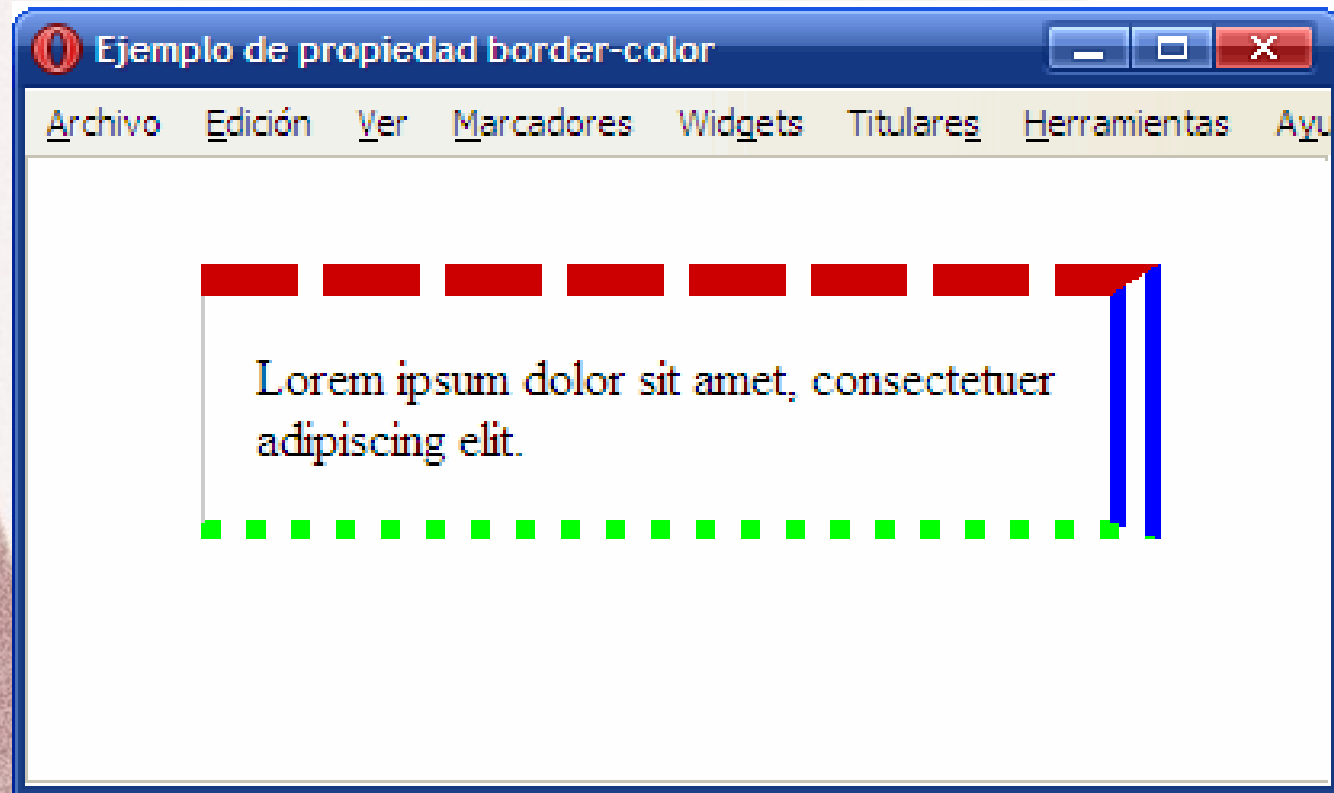 Ejemplo de propiedad border-color
Archivo Edición Ver Marcadores Widgets Titulares Herramientas Ayu
Lorem ipsum dolor sit amet, consectetuer
adipiscing elit.